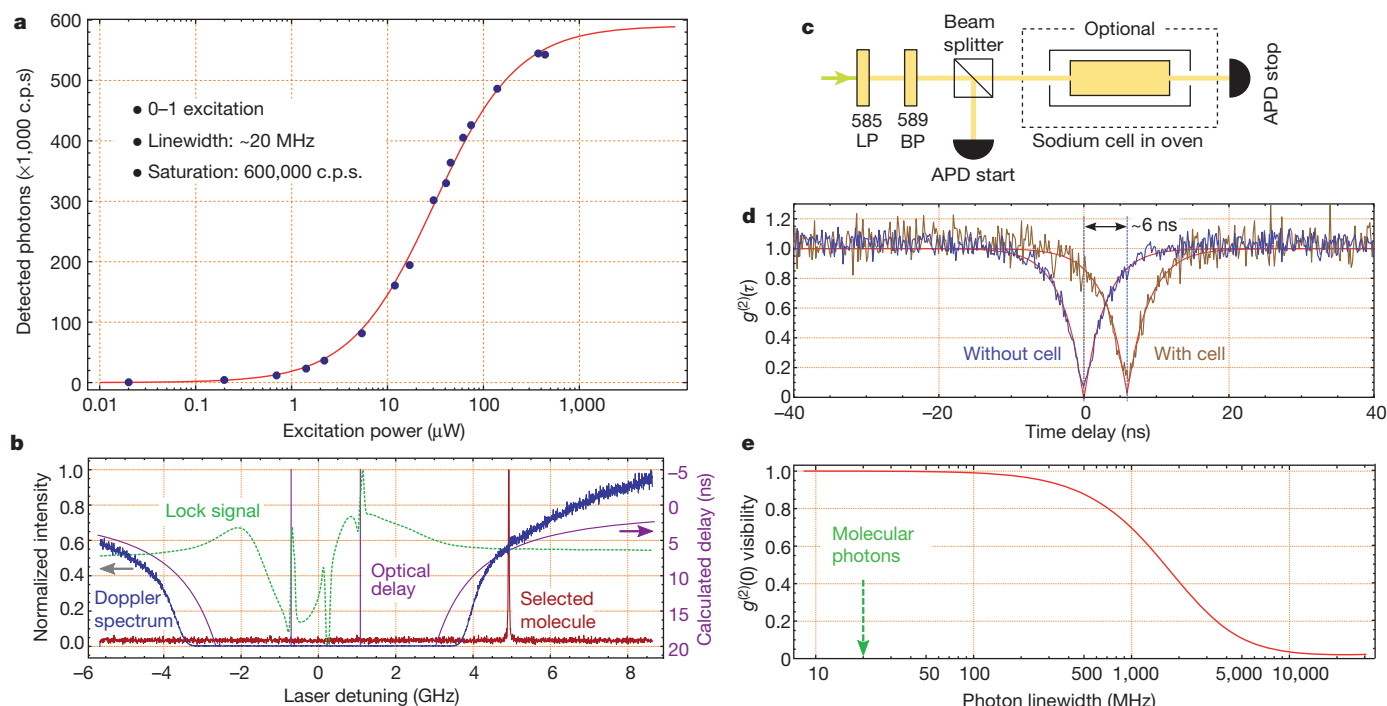 a
600
500
400
300
200
100
0
Detected photons (×1,000 c.p.s)
● 0–1 excitation
● Linewidth: ~20 MHz
● Saturation: 600,000 c.p.s.
0.01 0.1 1 10 100 1,000
Excitation power (μW)
b
1.0
0.8
0.6
0.4
0.2
0.0
Normalized intensity
Lock signal
Doppler
spectrum
Optical
delay
Selected
molecule
−5
0
5
10
15
20
Calculated delay (ns)
−6 −4 −2 0 2 4 6 8
Laser detuning (GHz)
c
Beam
splitter
Optional
585
LP
589
BP
Sodium cell in oven
APD start
APD stop
d
1.2
1.0
0.8
0.6
0.4
0.2
0
g(2)(τ)
~6 ns
Without cell
With cell
−40 −20 0 20 40
Time delay (ns)
e
1.0
0.8
0.6
0.4
0.2
0
g(2)(0) visibility
Molecular
photons
10 50 100 500 1,000 5,000 10,000
Photon linewidth (MHz)